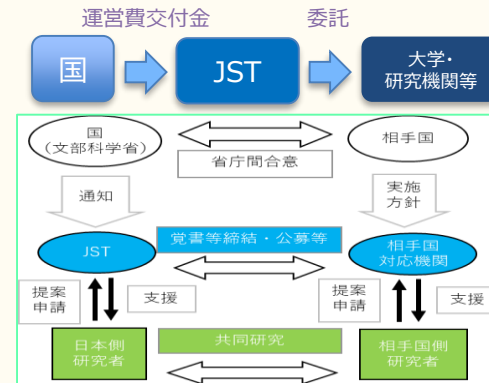 運営費交付金
委託
国
JST
大学・
研究機関等
国
(文部科学省)
相手国
省庁間合意
通知
実施
方針
JST
覚書等締結・公募等
相手国
対応機関
提案
申請
支援
提案
申請
支援
日本側
研究者
共同研究
相手国側
研究者